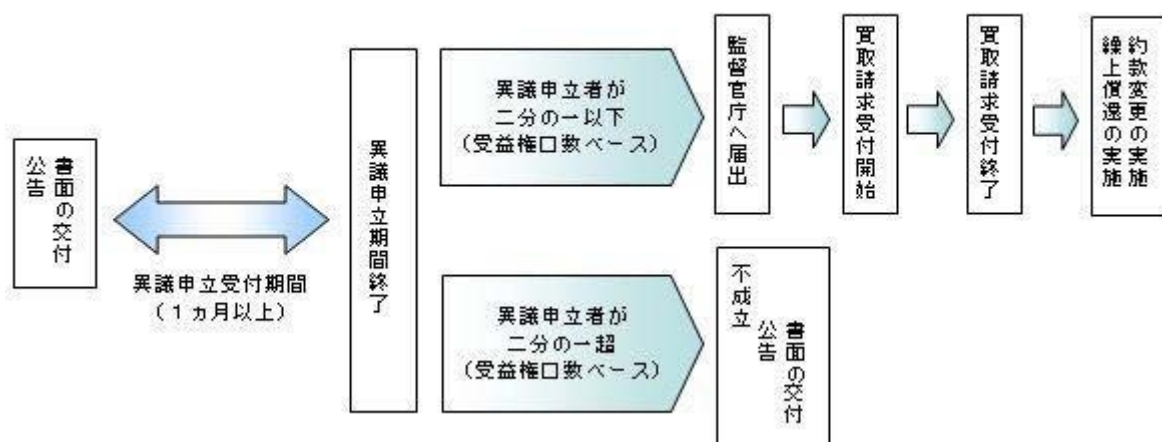 公告
書面の交付
異議申立受付期間
（１ヵ月以上）
異議申立期間終了
異議申立者が
二分の一以下
（受益権口数ベース）
監督官庁へ届出
買取請求受付開始
買取請求受付終了
約款変更の実施
繰上償還の実施
異議申立者が
二分の一超
（受益権口数ベース）
不成立
公告
書面の交付